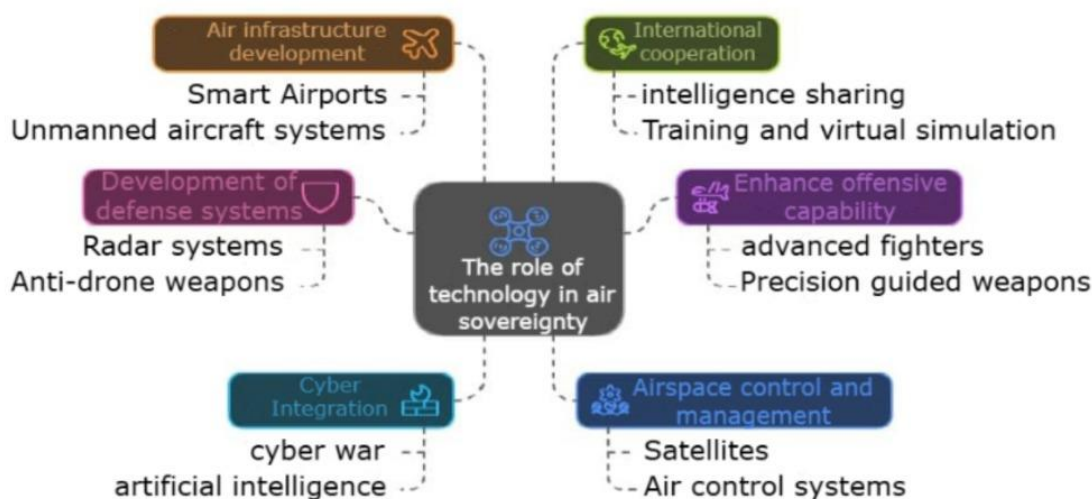 Air infrastructure
development
Smart Airports
Unmanned aircraft systems
Development of
defense systems
Radar systems
Anti-drone weapons
Cyber
Integration
cyber war
artificial intelligence
The role of
technology in air
sovereignty
International
cooperation
intelligence sharing
Training and virtual simulation
Enhance offensive
capability
advanced fighters
Precision guided weapons
Airspace control and
management
Satellites
Air control systems